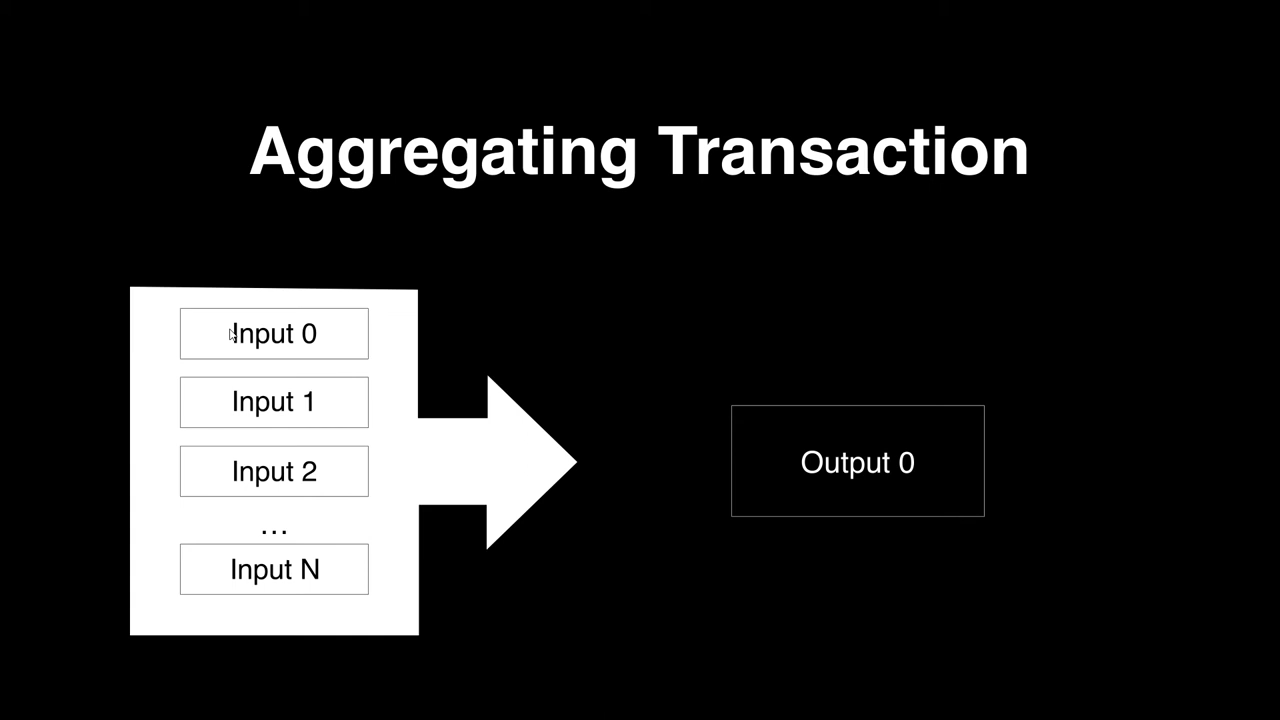 Aggregating Transaction
Input 0
Input 1
Input 2
...
Input N
Output 0